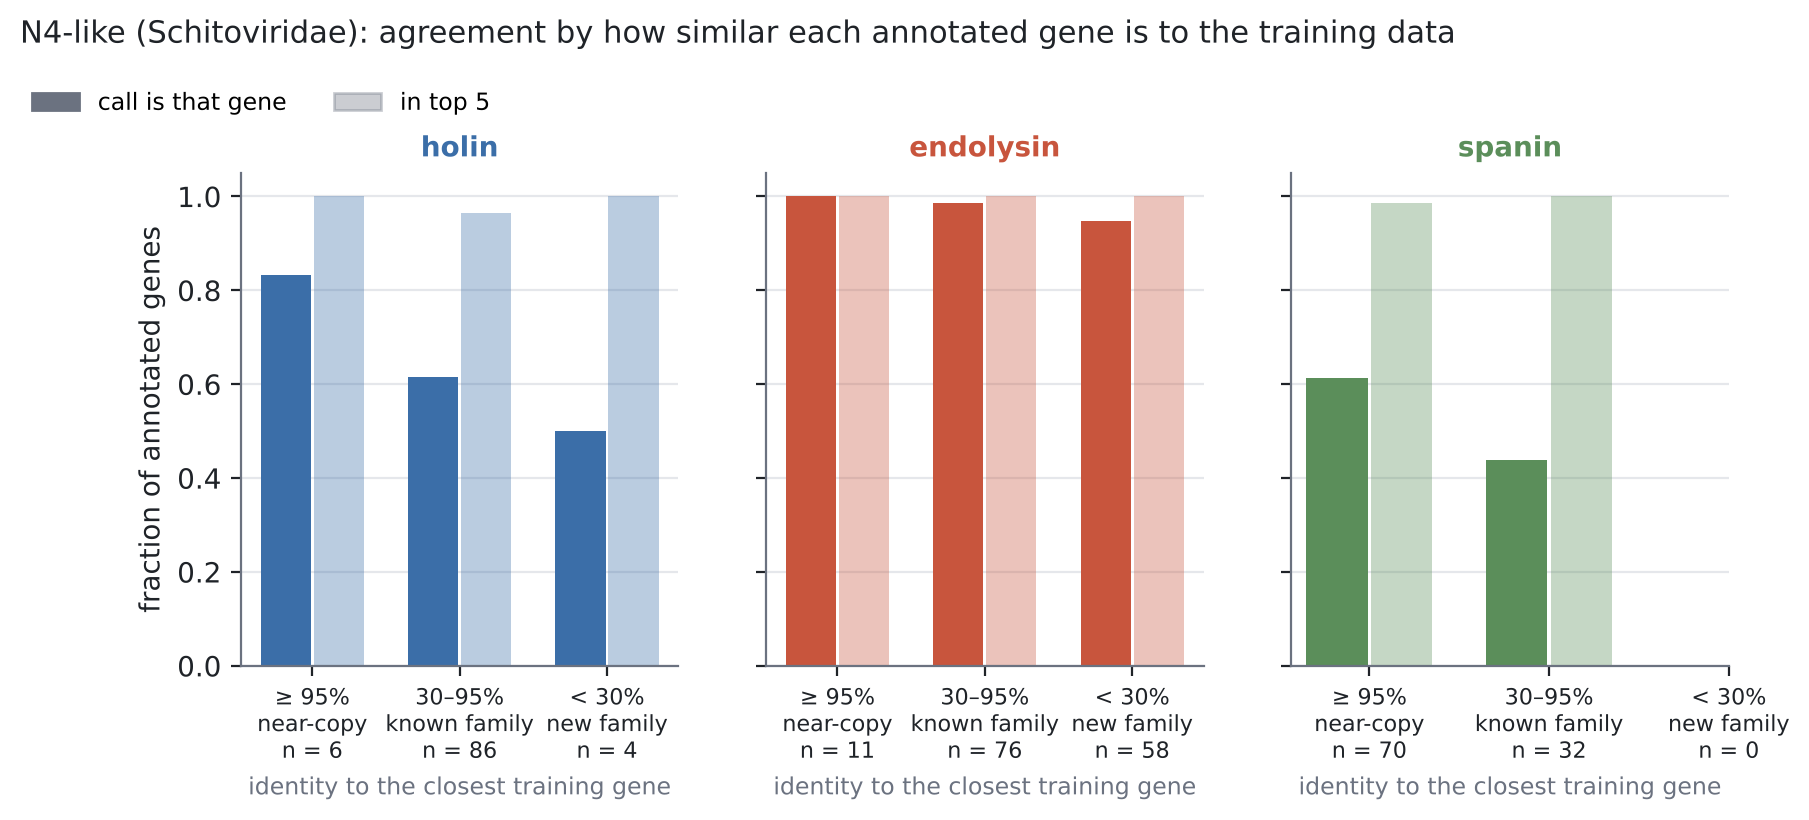 N4-like (Schitoviridae): agreement by how similar each annotated gene is to the training data
call is that gene
in top 5
holin
endolysin
spanin
fraction of annotated genes
1.0
0.8
0.6
0.4
0.2
0.0
≥ 95%
near-copy
n = 6
30–95%
known family
n = 86
< 30%
new family
n = 4
identity to the closest training gene
≥ 95%
near-copy
n = 11
30–95%
known family
n = 76
< 30%
new family
n = 58
identity to the closest training gene
≥ 95%
near-copy
n = 70
30–95%
known family
n = 32
< 30%
new family
n = 0
identity to the closest training gene